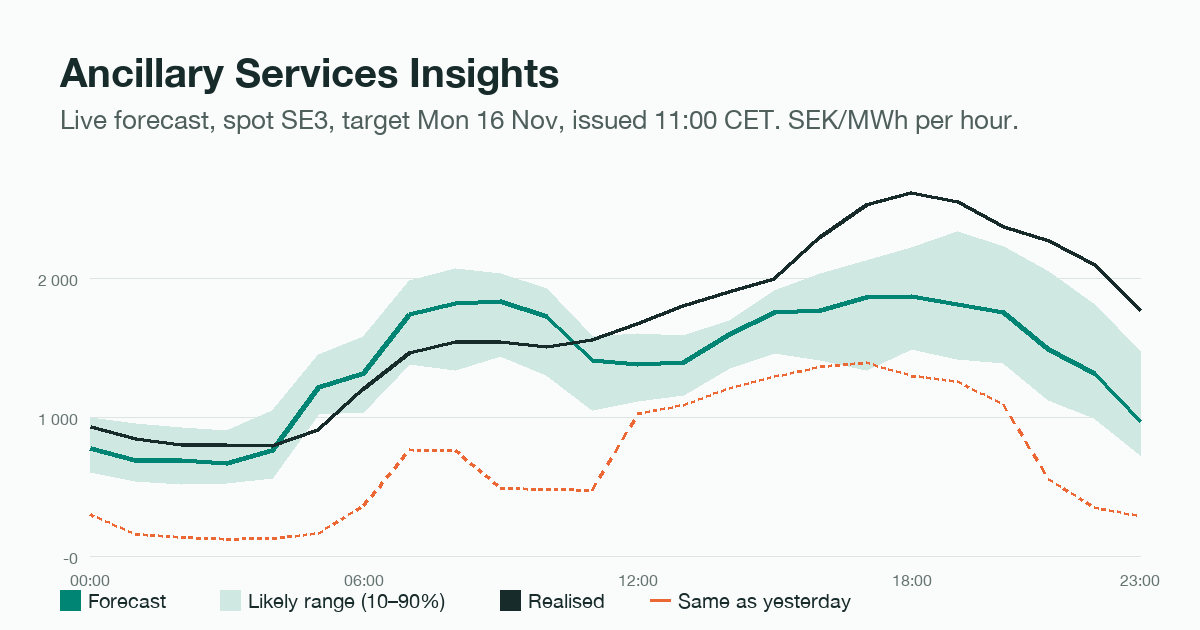 Ancillary Services Insights
Live forecast, spot SE3, target Mon 16 Nov, issued 11:00 CET. SEK/MWh per hour.
2 000
1 000
-0
00:00 06:00 12:00 18:00 23:00
Forecast Likely range (10–90%) Realised Same as yesterday